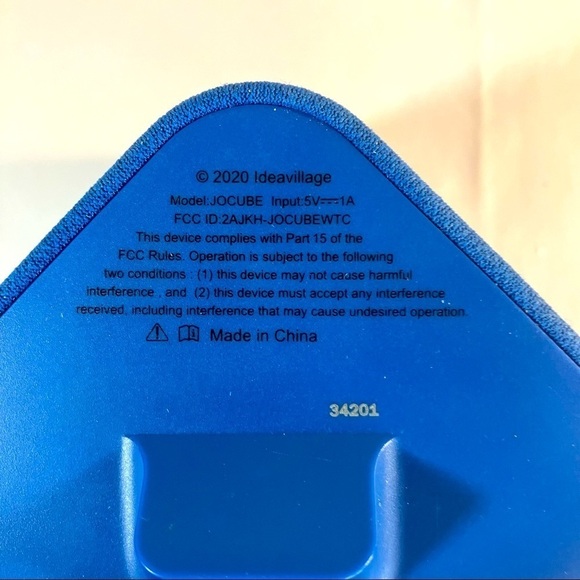 © 2020 Ideavillage
Model:JOCUBE Input:5V⎓1A
FCC ID:2AJKH-JOCUBEWTC
This device complies with Part 15 of the
FCC Rules. Operation is subject to the following
two conditions : (1) this device may not cause harmful
interference , and (2) this device must accept any interference
received, including interference that may cause undesired operation.
Made in China
34201